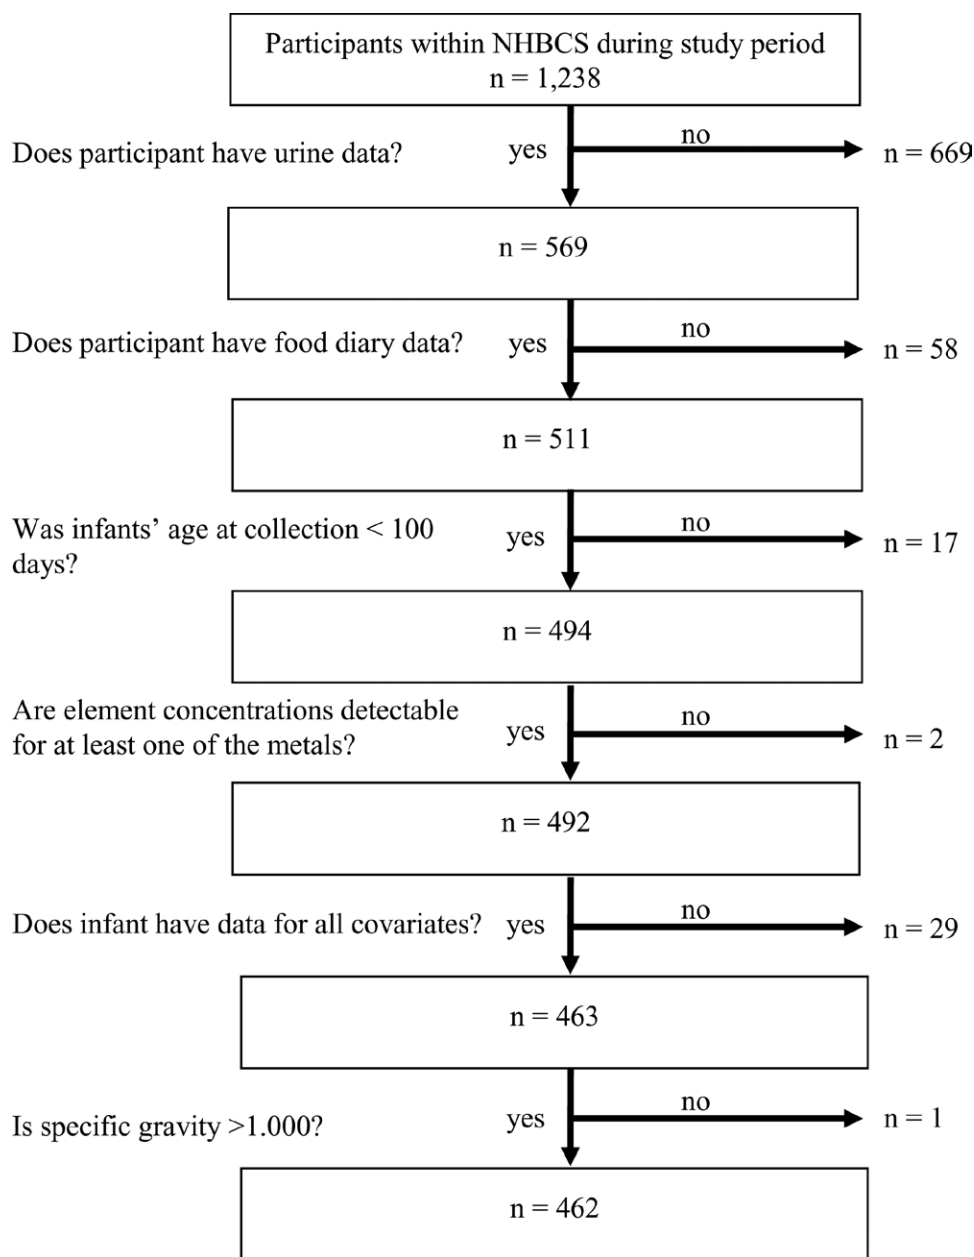 Participants within NHBCS during study period
n = 1,238
Does participant have urine data?
yes
no
n = 669
n = 569
Does participant have food diary data?
yes
no
n = 58
n = 511
Was infants’ age at collection < 100
days?
yes
no
n = 17
n = 494
Are element concentrations detectable
for at least one of the metals?
yes
no
n = 2
n = 492
Does infant have data for all covariates?
yes
no
n = 29
n = 463
Is specific gravity >1.000?
yes
no
n = 1
n = 462